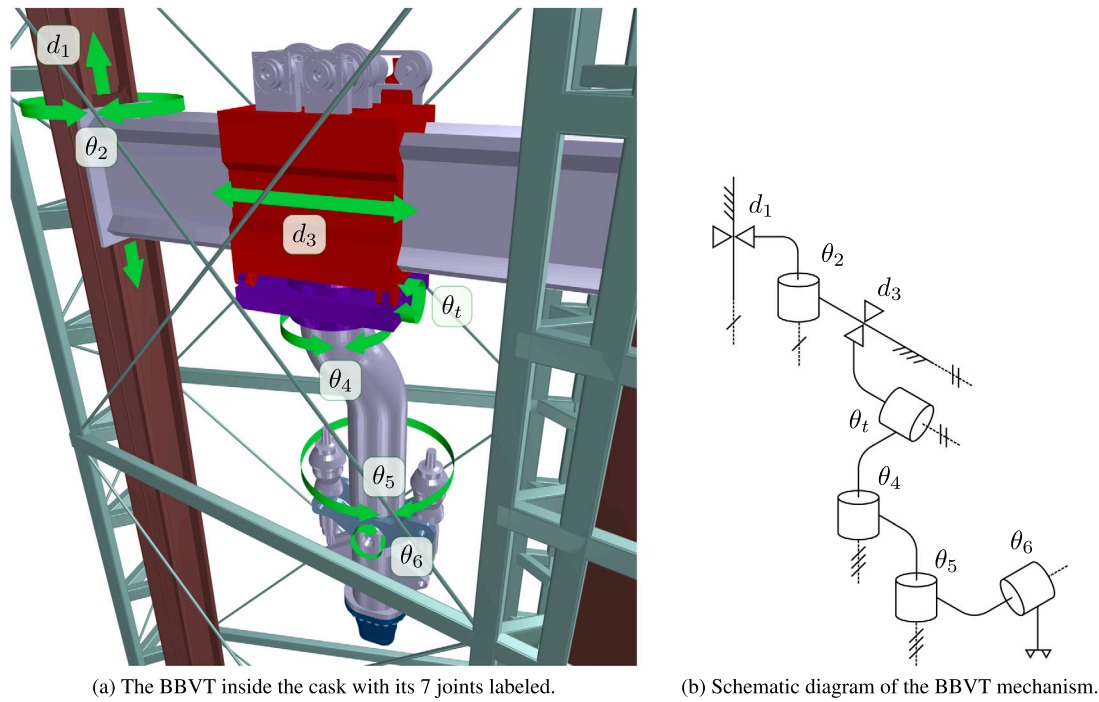 d₁
θ₂
d₃
θₜ
θ₄
θ₅
θ₆
d₁
θ₂
d₃
θₜ
θ₄
θ₅
θ₆
(a) The BBVT inside the cask with its 7 joints labeled.
(b) Schematic diagram of the BBVT mechanism.